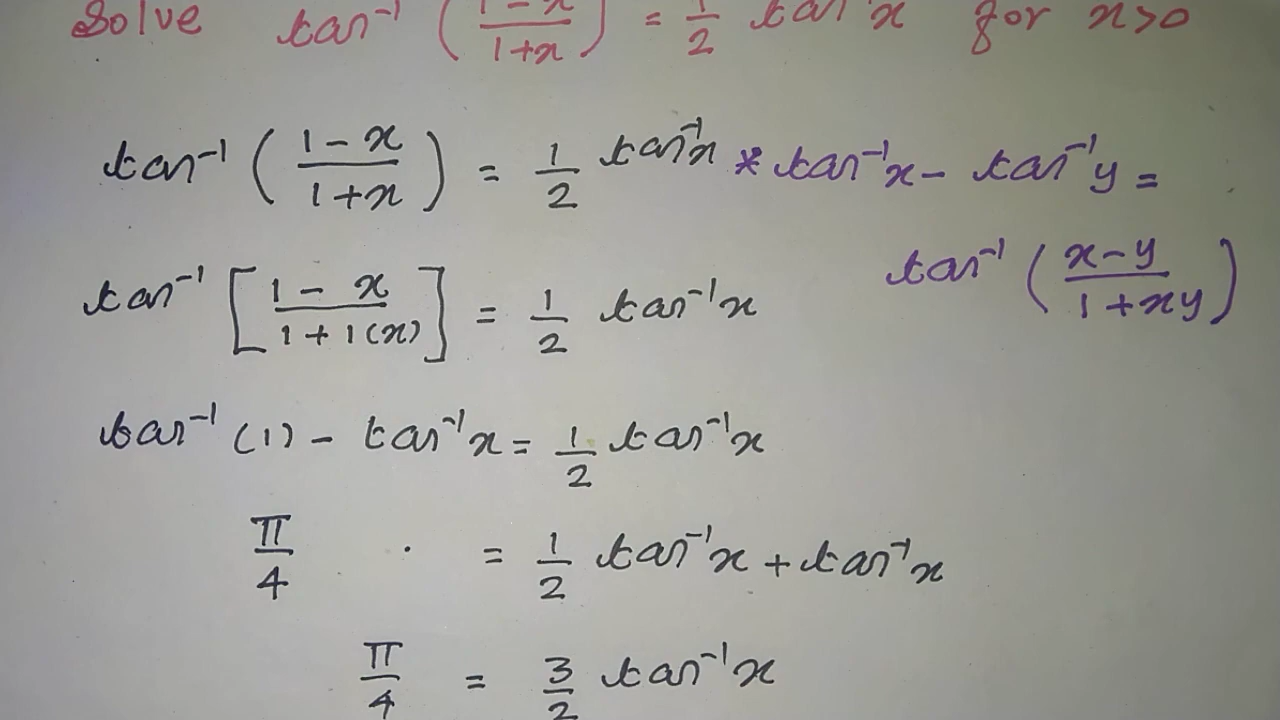 Solve tan⁻¹ (1-x / 1+x) = 1/2 tan⁻¹ x for x>0
tan⁻¹ (1-x / 1+x) = 1/2 tan⁻¹x * tan⁻¹x - tan⁻¹y =
tan⁻¹ (x-y / 1+xy)
tan⁻¹ [1 - x / 1+1(x)] = 1/2 tan⁻¹x
tan⁻¹ (1) - tan⁻¹x = 1/2 tan⁻¹x
π/4 = 1/2 tan⁻¹x + tan⁻¹x
π/4 = 3/2 tan⁻¹x